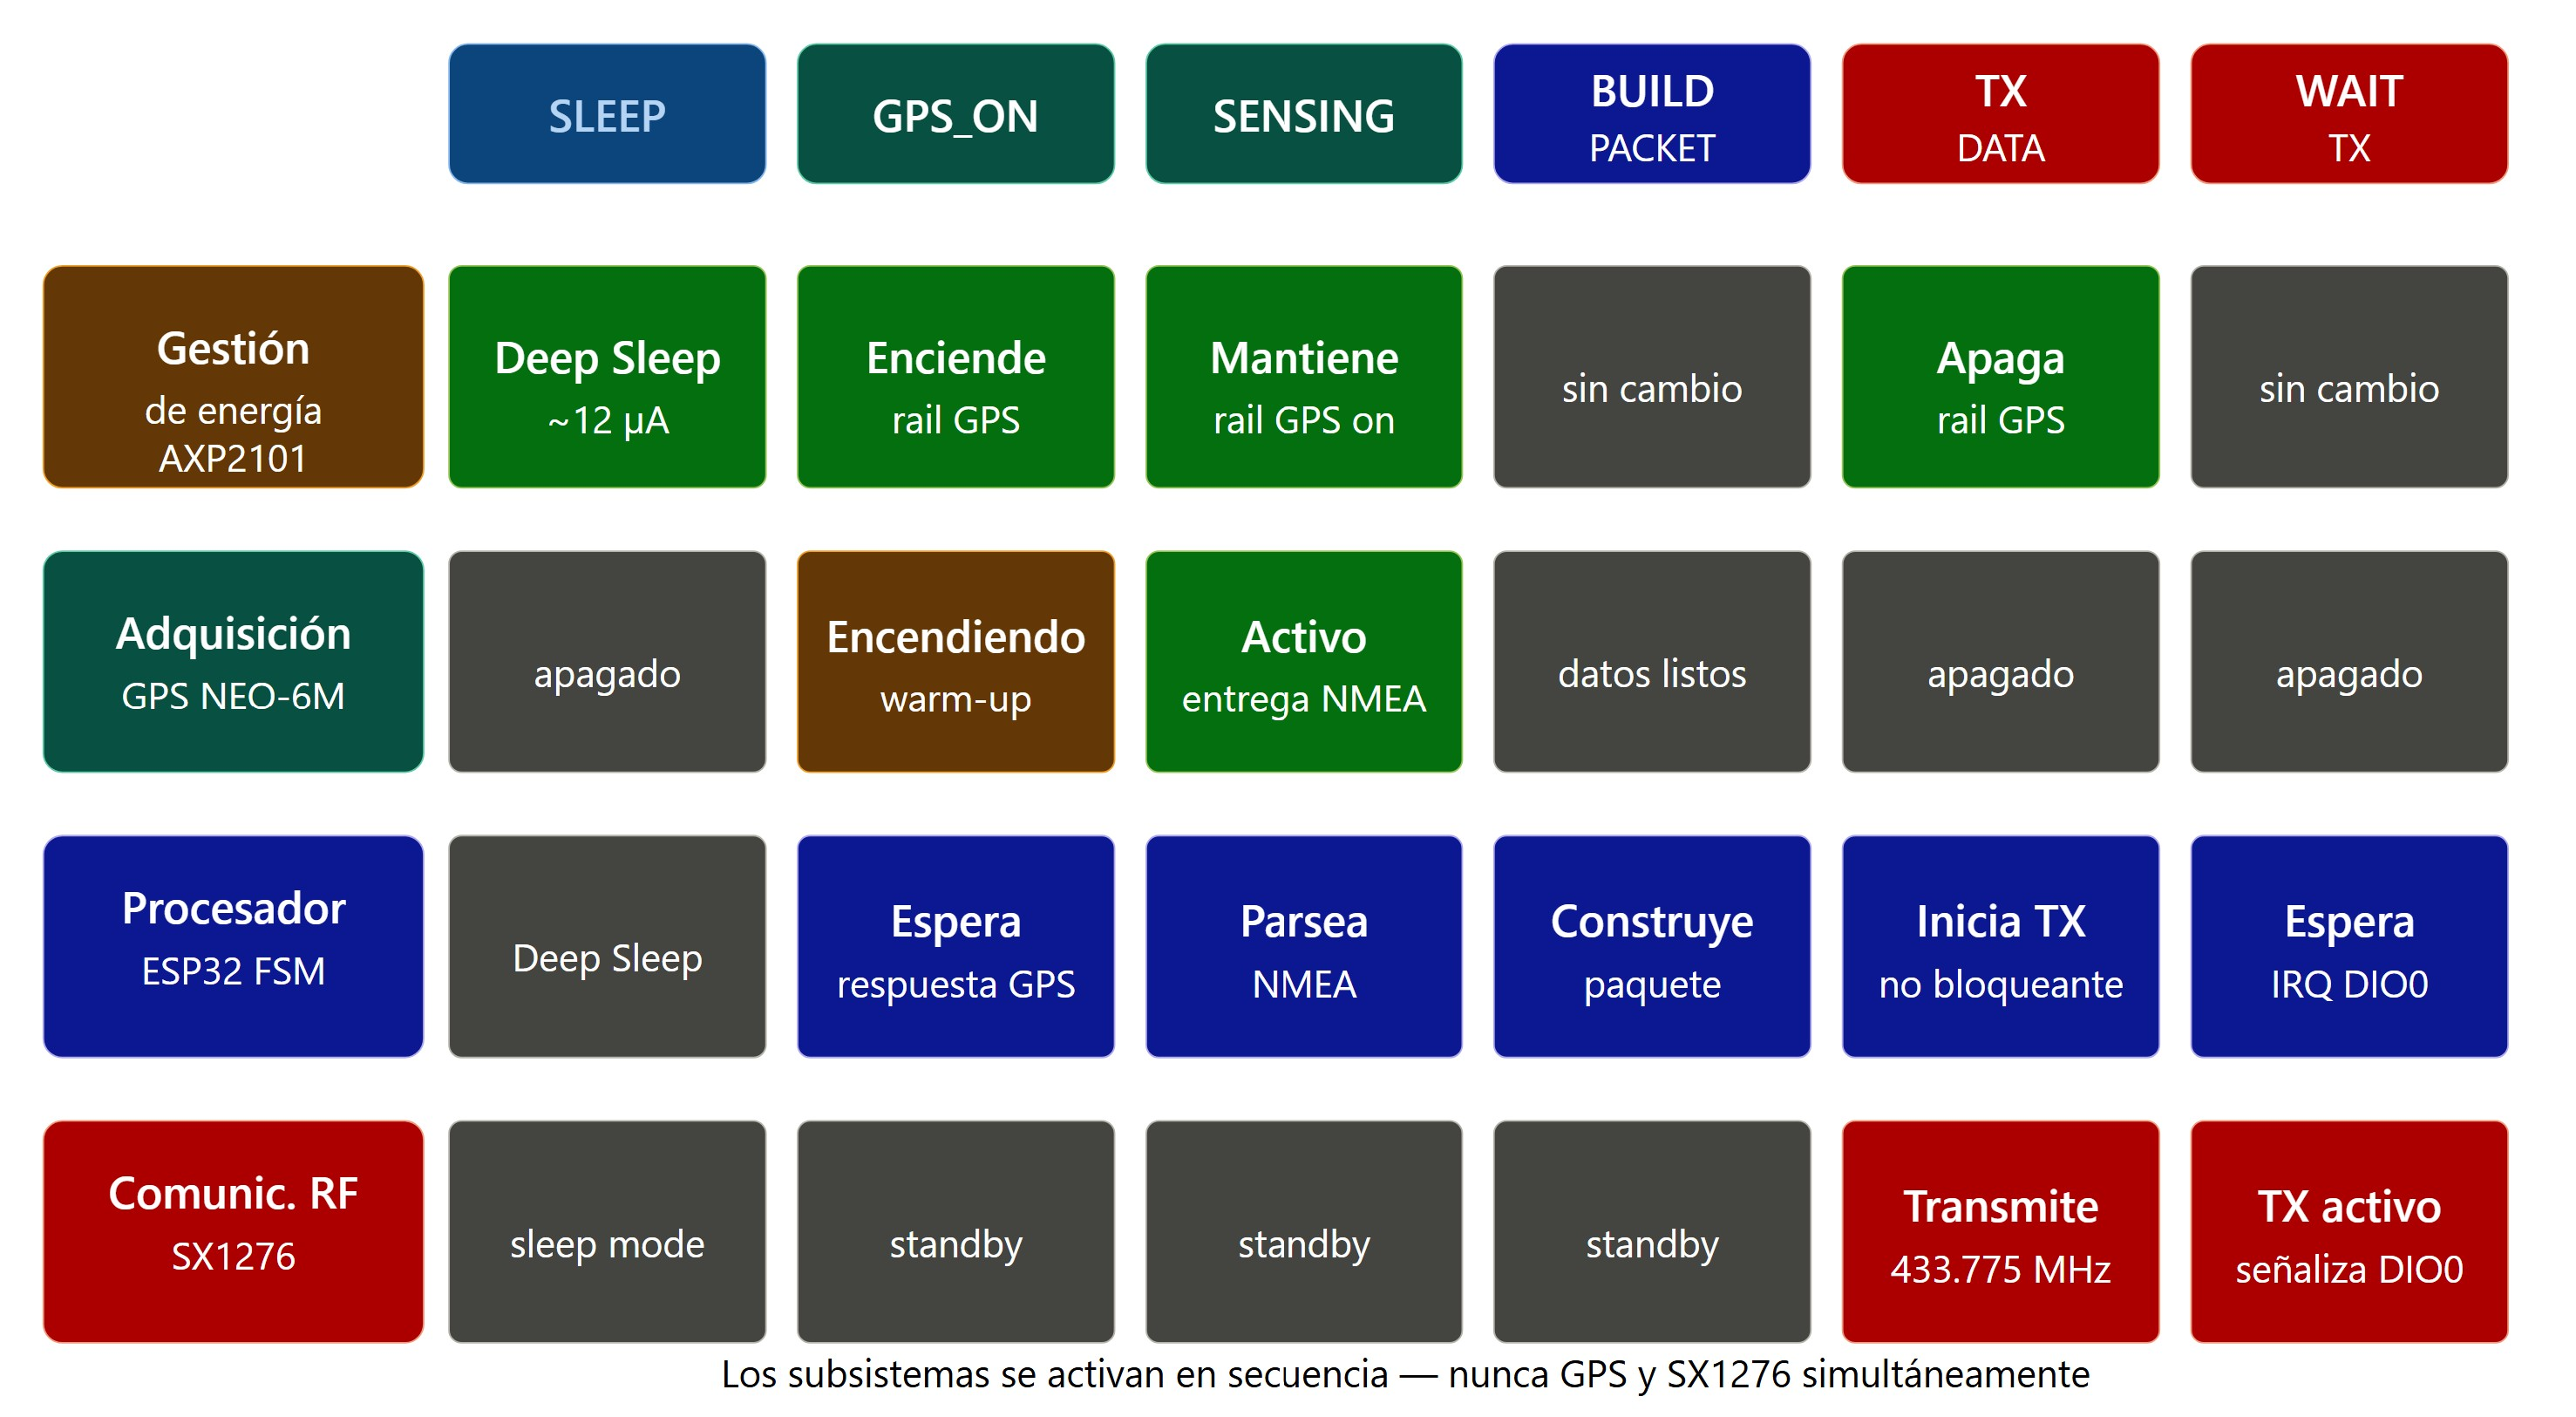 SLEEP
GPS_ON
SENSING
BUILD
PACKET
TX
DATA
WAIT
TX
Gestión
de energía
AXP2101
Deep Sleep
~12 µA
Enciende
rail GPS
Mantiene
rail GPS on
sin cambio
Apaga
rail GPS
sin cambio
Adquisición
GPS NEO-6M
apagado
Encendiendo
warm-up
Activo
entrega NMEA
datos listos
apagado
apagado
Procesador
ESP32 FSM
Deep Sleep
Espera
respuesta GPS
Parsea
NMEA
Construye
paquete
Inicia TX
no bloqueante
Espera
IRQ DIO0
Comunic. RF
SX1276
sleep mode
standby
standby
standby
Transmite
433.775 MHz
TX activo
señaliza DIO0
Los subsistemas se activan en secuencia — nunca GPS y SX1276 simultáneamente